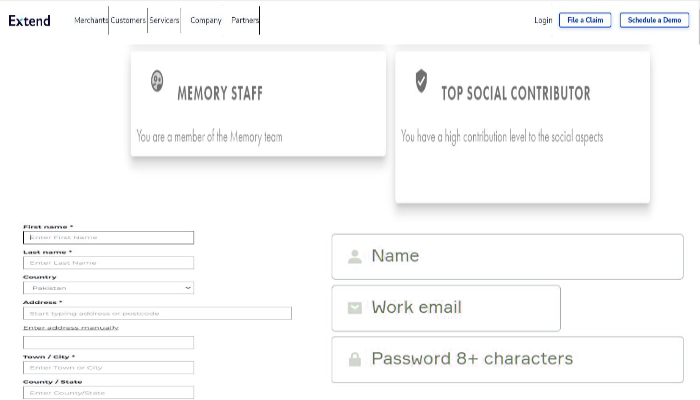 Extend
Merchants Customers Servicers Company Partners
Login File a Claim Schedule a Demo
MEMORY STAFF
You are a member of the Memory team
TOP SOCIAL CONTRIBUTOR
You have a high contribution level to the social aspects
First name *
Enter First Name
Last name *
Enter Last Name
Country
Pakistan
Address *
Start typing address or postcode
Enter address manually
Town / City *
Enter Town or City
County / State
Enter County/State
Name
Work email
Password 8+ characters